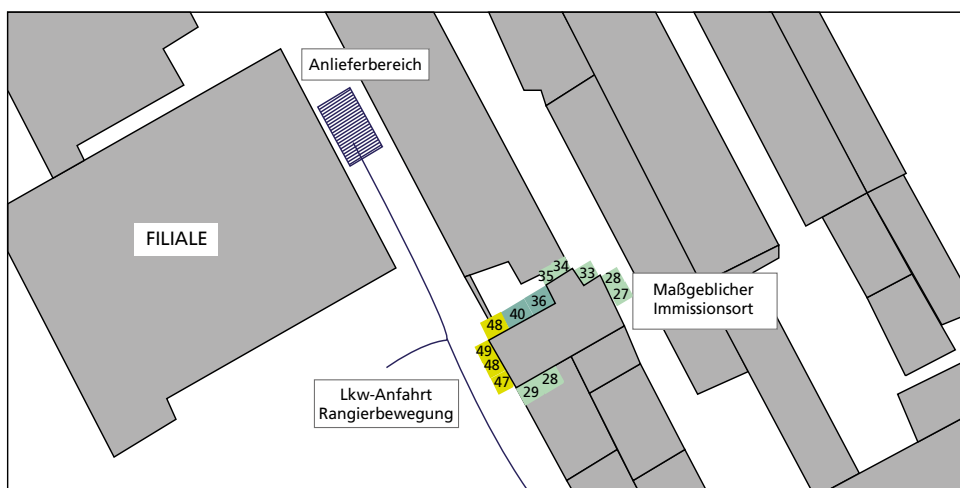 Anlieferbereich
FILIALE
34
35
33
28
27
36
40
48
49
48
47
28
29
Maßgeblicher
Immissionsort
Lkw-Anfahrt
Rangierbewegung